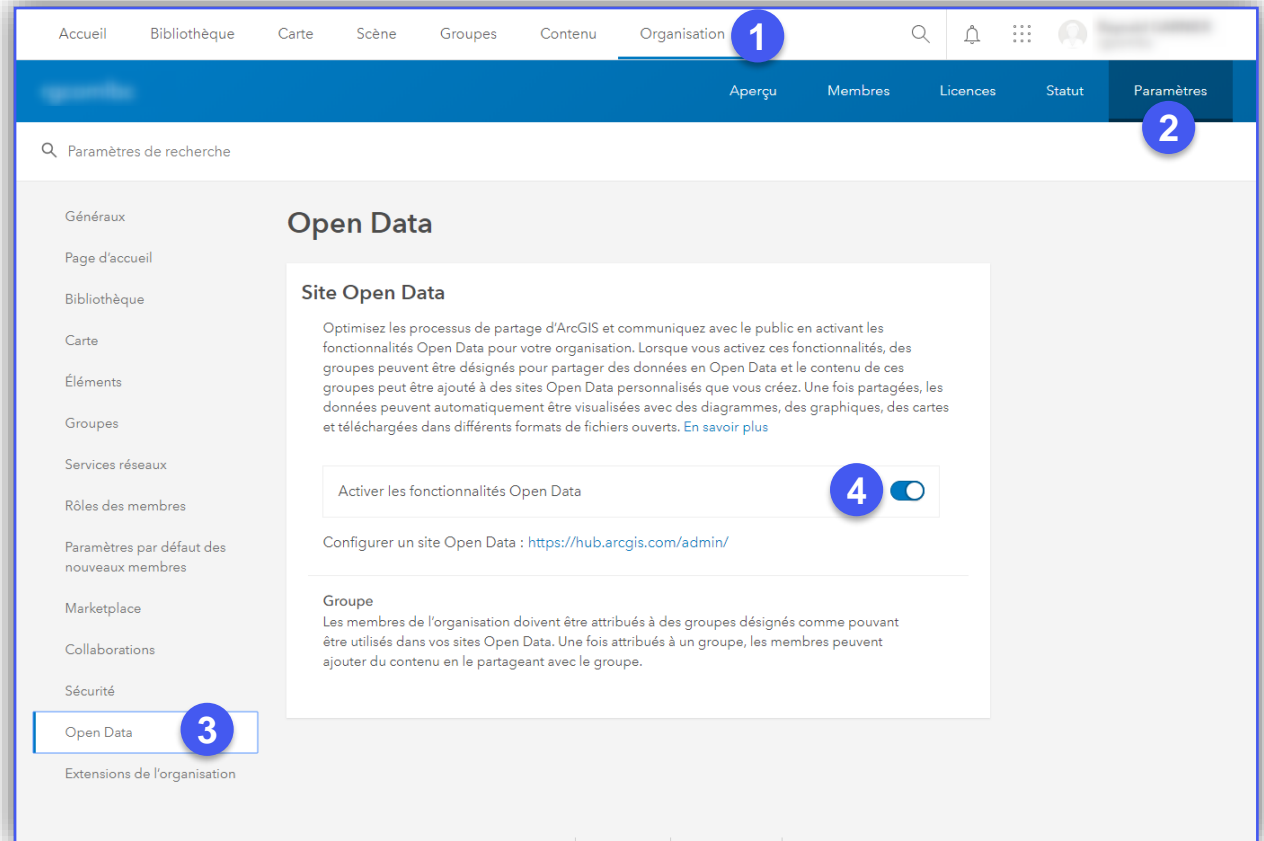 Accueil Bibliothèque Carte Scène Groupes Contenu Organisation 1
Aperçu Membres Licences Statut Paramètres
2
Paramètres de recherche
Généraux
Page d'accueil
Bibliothèque
Carte
Éléments
Groupes
Services réseaux
Rôles des membres
Paramètres par défaut des
nouveaux membres
Marketplace
Collaborations
Sécurité
Open Data 3
Extensions de l'organisation
Open Data
Site Open Data
Optimisez les processus de partage d'ArcGIS et communiquez avec le public en activant les
fonctionnalités Open Data pour votre organisation. Lorsque vous activez ces fonctionnalités, des
groupes peuvent être désignés pour partager des données en Open Data et le contenu de ces
groupes peut être ajouté à des sites Open Data personnalisés que vous créez. Une fois partagées, les
données peuvent automatiquement être visualisées avec des diagrammes, des graphiques, des cartes
et téléchargées dans différents formats de fichiers ouverts. En savoir plus
Activer les fonctionnalités Open Data 4
Configurer un site Open Data : https://hub.arcgis.com/admin/
Groupe
Les membres de l'organisation doivent être attribués à des groupes désignés comme pouvant
être utilisés dans vos sites Open Data. Une fois attribués à un groupe, les membres peuvent
ajouter du contenu en le partageant avec le groupe.